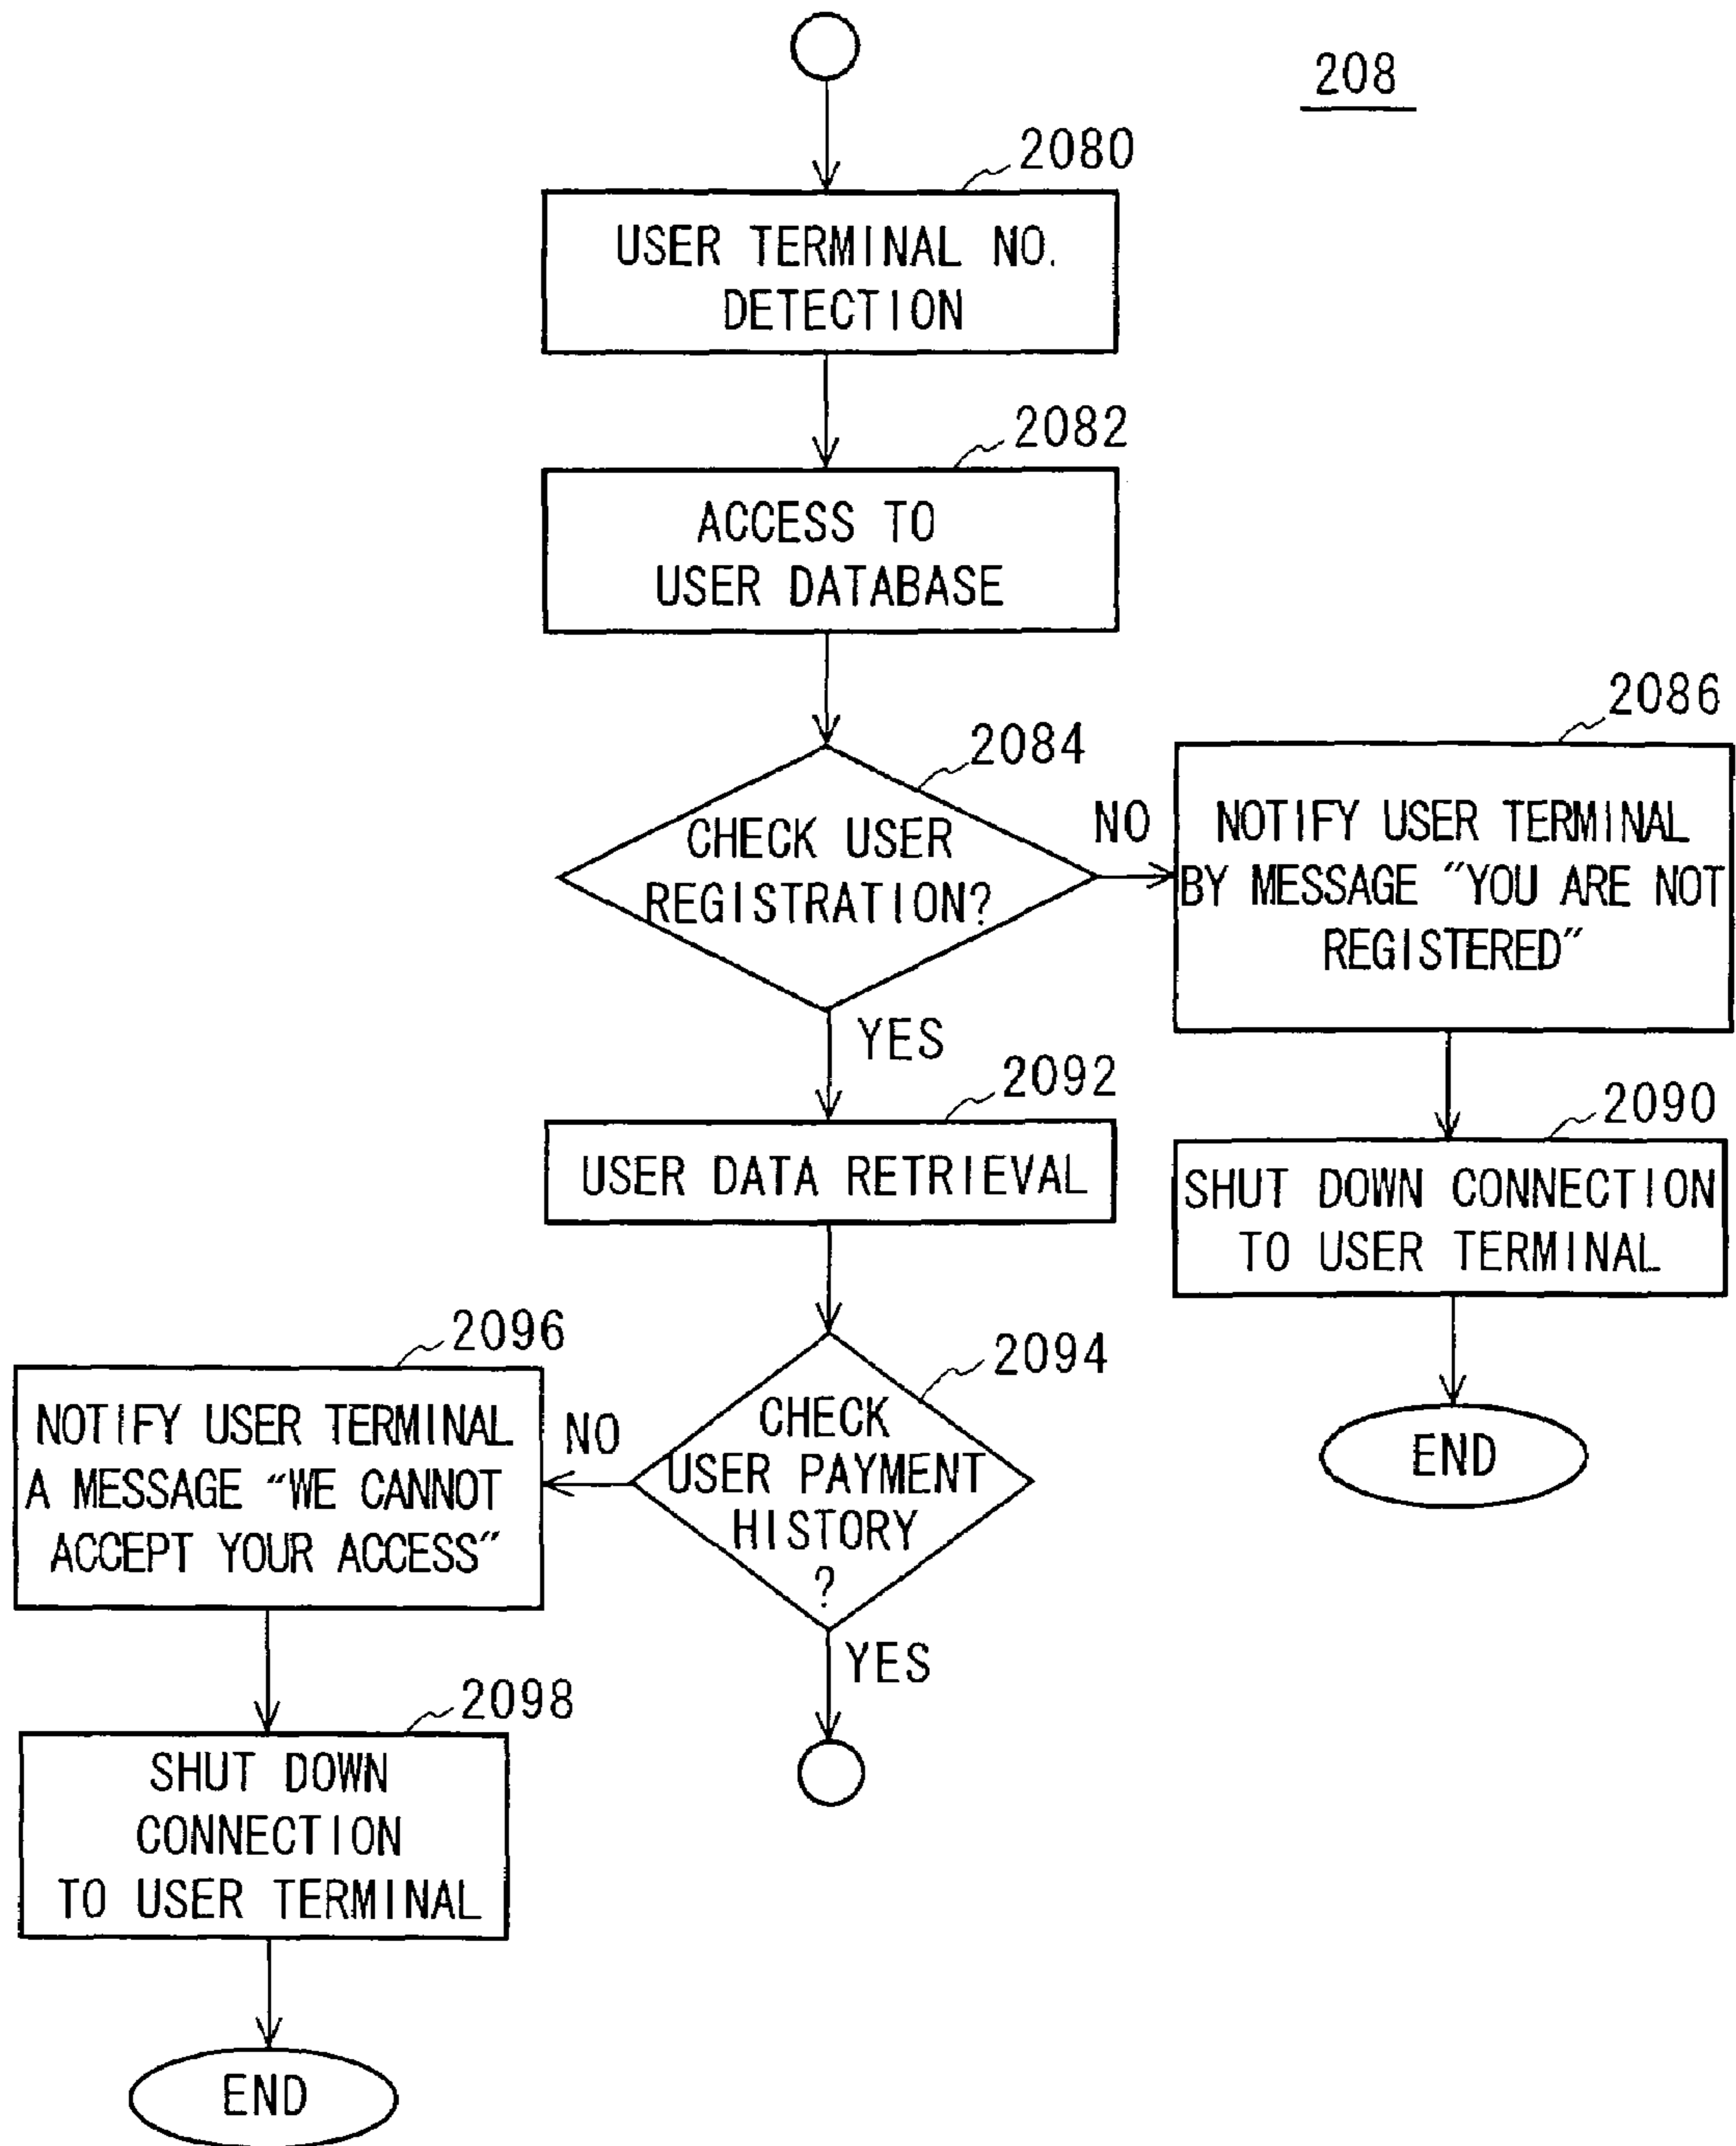 208
2080
USER TERMINAL NO.
DETECTION
2082
ACCESS TO
USER DATABASE
2084
CHECK USER
REGISTRATION?
NO
YES
2086
NOTIFY USER TERMINAL
BY MESSAGE "YOU ARE NOT
REGISTERED"
2090
SHUT DOWN CONNECTION
TO USER TERMINAL
END
2092
USER DATA RETRIEVAL
2094
CHECK
USER PAYMENT
HISTORY
?
NO
YES
2096
NOTIFY USER TERMINAL
A MESSAGE "WE CANNOT
ACCEPT YOUR ACCESS"
2098
SHUT DOWN
CONNECTION
TO USER TERMINAL
END